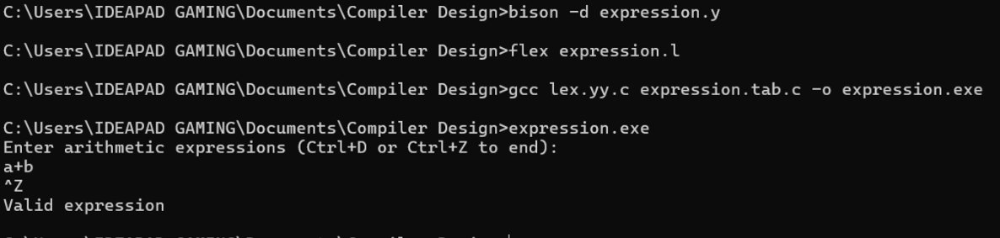 C:\Users\IDEAPAD GAMING\Documents\Compiler Design>bison -d expression.y
C:\Users\IDEAPAD GAMING\Documents\Compiler Design>flex expression.l
C:\Users\IDEAPAD GAMING\Documents\Compiler Design>gcc lex.yy.c expression.tab.c -o expression.exe
C:\Users\IDEAPAD GAMING\Documents\Compiler Design>expression.exe
Enter arithmetic expressions (Ctrl+D or Ctrl+Z to end):
a+b
^Z
Valid expression